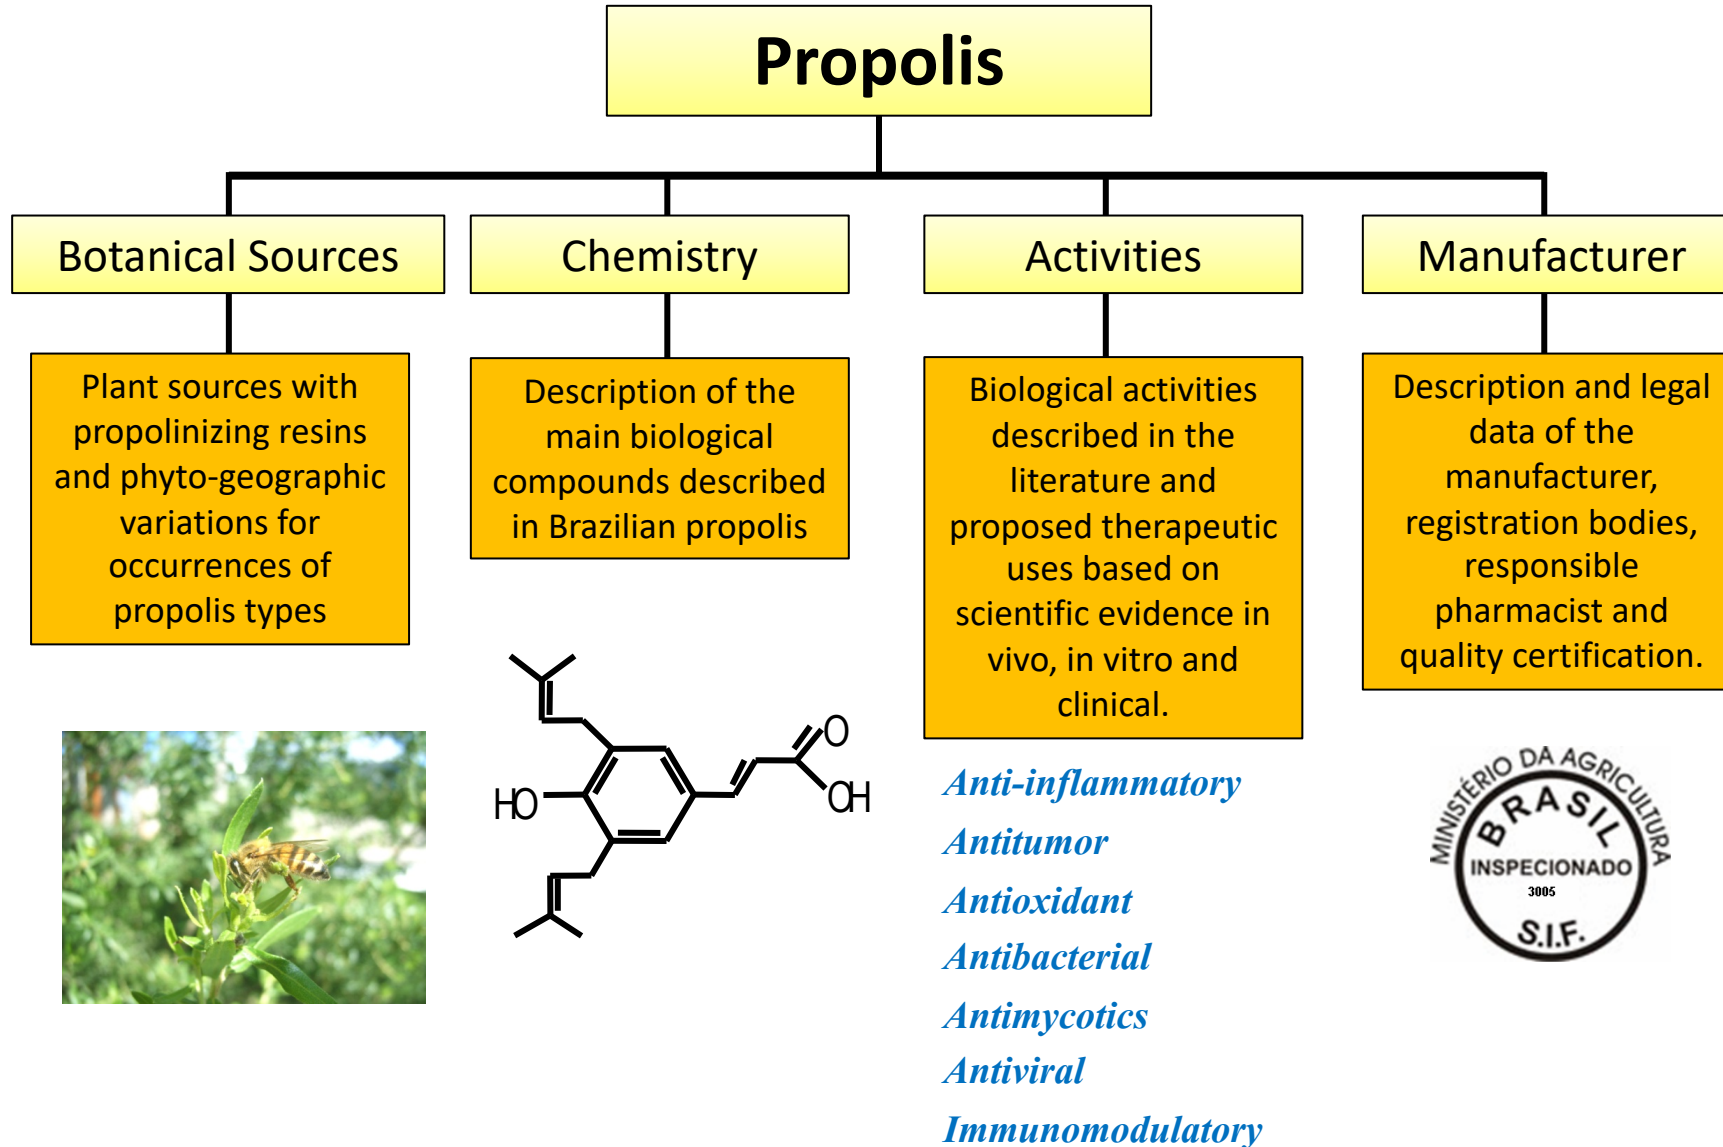 Propolis
Botanical Sources
Chemistry
Activities
Manufacturer
Plant sources with
propolinizing resins
and phyto-geographic
variations for
occurrences of
propolis types
Description of the
main biological
compounds described
in Brazilian propolis
Biological activities
described in the
literature and
proposed therapeutic
uses based on
scientific evidence in
vivo, in vitro and
clinical.
Description and legal
data of the
manufacturer,
registration bodies,
responsible
pharmacist and
quality certification.
O
HO
OH
Anti-inflammatory
Antitumor
Antioxidant
Antibacterial
Antimycotics
Antiviral
Immunomodulatory
MINISTÉRIO DA AGRICULTURA
BRASIL
INSPECIONADO
3005
S.I.F.